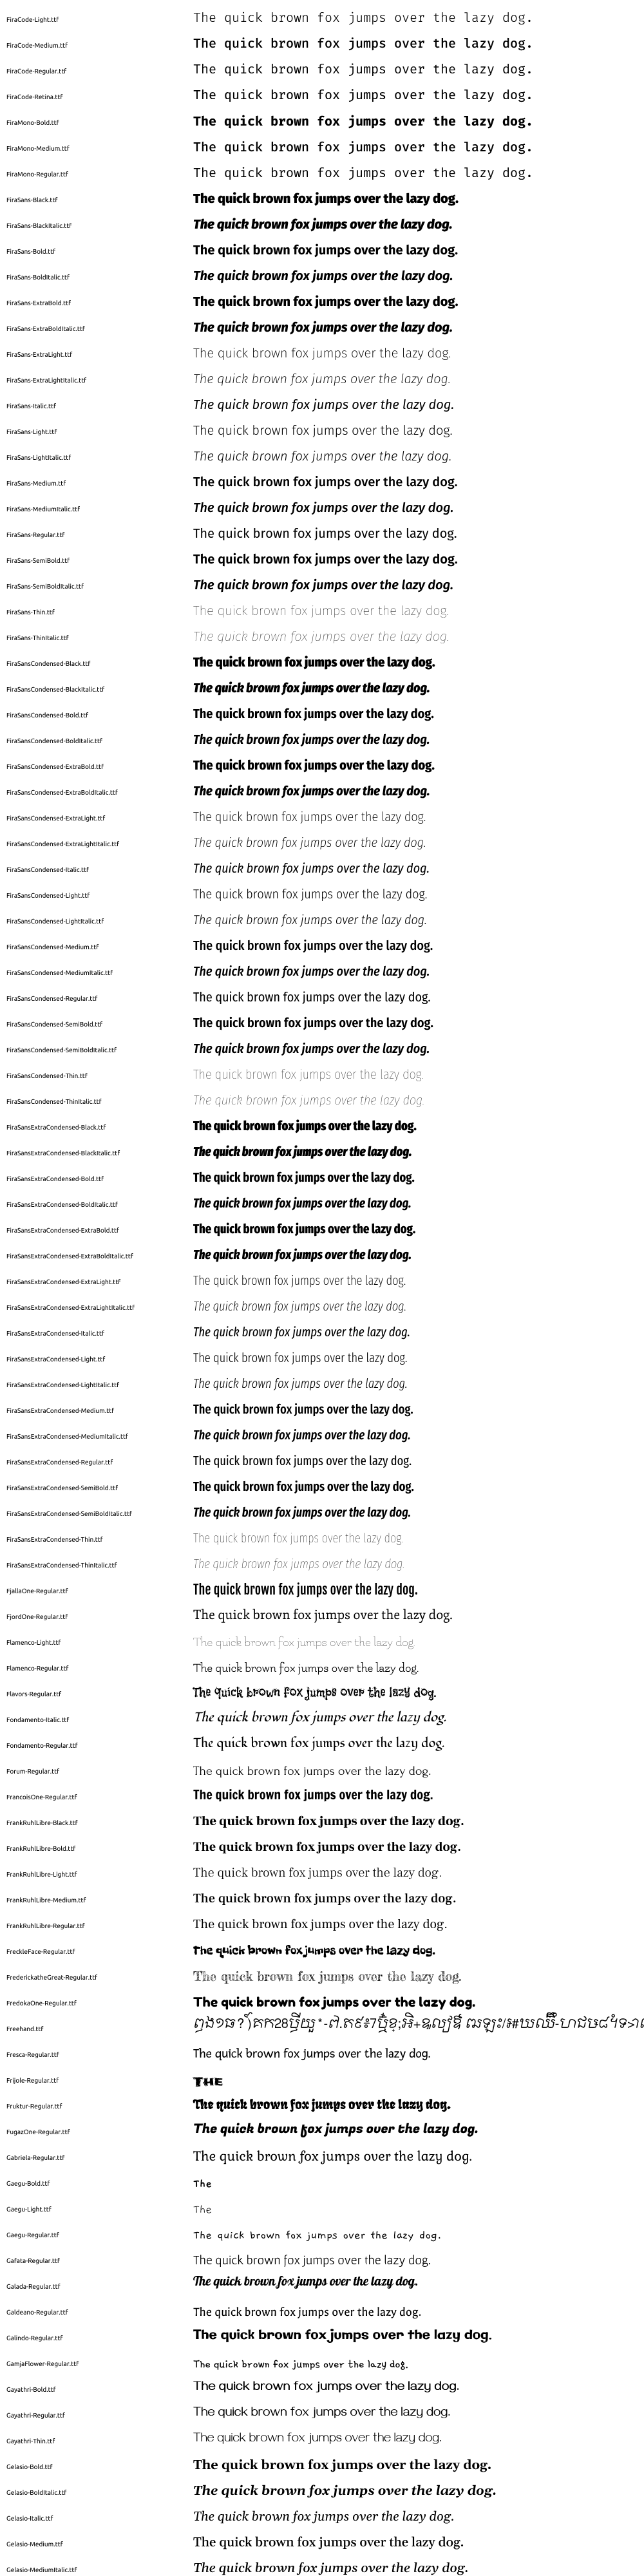 FiraCode-Light.ttf The quick brown fox jumps over the lazy dog.
FiraCode-Medium.ttf The quick brown fox jumps over the lazy dog.
FiraCode-Regular.ttf The quick brown fox jumps over the lazy dog.
FiraCode-Retina.ttf The quick brown fox jumps over the lazy dog.
FiraMono-Bold.ttf The quick brown fox jumps over the lazy dog.
FiraMono-Medium.ttf The quick brown fox jumps over the lazy dog.
FiraMono-Regular.ttf The quick brown fox jumps over the lazy dog.
FiraSans-Black.ttf The quick brown fox jumps over the lazy dog.
FiraSans-BlackItalic.ttf The quick brown fox jumps over the lazy dog.
FiraSans-Bold.ttf The quick brown fox jumps over the lazy dog.
FiraSans-BoldItalic.ttf The quick brown fox jumps over the lazy dog.
FiraSans-ExtraBold.ttf The quick brown fox jumps over the lazy dog.
FiraSans-ExtraBoldItalic.ttf The quick brown fox jumps over the lazy dog.
FiraSans-ExtraLight.ttf The quick brown fox jumps over the lazy dog.
FiraSans-ExtraLightItalic.ttf The quick brown fox jumps over the lazy dog.
FiraSans-Italic.ttf The quick brown fox jumps over the lazy dog.
FiraSans-Light.ttf The quick brown fox jumps over the lazy dog.
FiraSans-LightItalic.ttf The quick brown fox jumps over the lazy dog.
FiraSans-Medium.ttf The quick brown fox jumps over the lazy dog.
FiraSans-MediumItalic.ttf The quick brown fox jumps over the lazy dog.
FiraSans-Regular.ttf The quick brown fox jumps over the lazy dog.
FiraSans-SemiBold.ttf The quick brown fox jumps over the lazy dog.
FiraSans-SemiBoldItalic.ttf The quick brown fox jumps over the lazy dog.
FiraSans-Thin.ttf The quick brown fox jumps over the lazy dog.
FiraSans-ThinItalic.ttf The quick brown fox jumps over the lazy dog.
FiraSansCondensed-Black.ttf The quick brown fox jumps over the lazy dog.
FiraSansCondensed-BlackItalic.ttf The quick brown fox jumps over the lazy dog.
FiraSansCondensed-Bold.ttf The quick brown fox jumps over the lazy dog.
FiraSansCondensed-BoldItalic.ttf The quick brown fox jumps over the lazy dog.
FiraSansCondensed-ExtraBold.ttf The quick brown fox jumps over the lazy dog.
FiraSansCondensed-ExtraBoldItalic.ttf The quick brown fox jumps over the lazy dog.
FiraSansCondensed-ExtraLight.ttf The quick brown fox jumps over the lazy dog.
FiraSansCondensed-ExtraLightItalic.ttf The quick brown fox jumps over the lazy dog.
FiraSansCondensed-Italic.ttf The quick brown fox jumps over the lazy dog.
FiraSansCondensed-Light.ttf The quick brown fox jumps over the lazy dog.
FiraSansCondensed-LightItalic.ttf The quick brown fox jumps over the lazy dog.
FiraSansCondensed-Medium.ttf The quick brown fox jumps over the lazy dog.
FiraSansCondensed-MediumItalic.ttf The quick brown fox jumps over the lazy dog.
FiraSansCondensed-Regular.ttf The quick brown fox jumps over the lazy dog.
FiraSansCondensed-SemiBold.ttf The quick brown fox jumps over the lazy dog.
FiraSansCondensed-SemiBoldItalic.ttf The quick brown fox jumps over the lazy dog.
FiraSansCondensed-Thin.ttf The quick brown fox jumps over the lazy dog.
FiraSansCondensed-ThinItalic.ttf The quick brown fox jumps over the lazy dog.
FiraSansExtraCondensed-Black.ttf The quick brown fox jumps over the lazy dog.
FiraSansExtraCondensed-BlackItalic.ttf The quick brown fox jumps over the lazy dog.
FiraSansExtraCondensed-Bold.ttf The quick brown fox jumps over the lazy dog.
FiraSansExtraCondensed-BoldItalic.ttf The quick brown fox jumps over the lazy dog.
FiraSansExtraCondensed-ExtraBold.ttf The quick brown fox jumps over the lazy dog.
FiraSansExtraCondensed-ExtraBoldItalic.ttf The quick brown fox jumps over the lazy dog.
FiraSansExtraCondensed-ExtraLight.ttf The quick brown fox jumps over the lazy dog.
FiraSansExtraCondensed-ExtraLightItalic.ttf The quick brown fox jumps over the lazy dog.
FiraSansExtraCondensed-Italic.ttf The quick brown fox jumps over the lazy dog.
FiraSansExtraCondensed-Light.ttf The quick brown fox jumps over the lazy dog.
FiraSansExtraCondensed-LightItalic.ttf The quick brown fox jumps over the lazy dog.
FiraSansExtraCondensed-Medium.ttf The quick brown fox jumps over the lazy dog.
FiraSansExtraCondensed-MediumItalic.ttf The quick brown fox jumps over the lazy dog.
FiraSansExtraCondensed-Regular.ttf The quick brown fox jumps over the lazy dog.
FiraSansExtraCondensed-SemiBold.ttf The quick brown fox jumps over the lazy dog.
FiraSansExtraCondensed-SemiBoldItalic.ttf The quick brown fox jumps over the lazy dog.
FiraSansExtraCondensed-Thin.ttf The quick brown fox jumps over the lazy dog.
FiraSansExtraCondensed-ThinItalic.ttf The quick brown fox jumps over the lazy dog.
FjallaOne-Regular.ttf The quick brown fox jumps over the lazy dog.
FjordOne-Regular.ttf The quick brown fox jumps over the lazy dog.
Flamenco-Light.ttf The quick brown fox jumps over the lazy dog.
Flamenco-Regular.ttf The quick brown fox jumps over the lazy dog.
Flavors-Regular.ttf The quick brown fox jumps over the lazy dog.
Fondamento-Italic.ttf The quick brown fox jumps over the lazy dog.
Fondamento-Regular.ttf The quick brown fox jumps over the lazy dog.
Forum-Regular.ttf The quick brown fox jumps over the lazy dog.
FrancoisOne-Regular.ttf The quick brown fox jumps over the lazy dog.
FrankRuhlLibre-Black.ttf The quick brown fox jumps over the lazy dog.
FrankRuhlLibre-Bold.ttf The quick brown fox jumps over the lazy dog.
FrankRuhlLibre-Light.ttf The quick brown fox jumps over the lazy dog.
FrankRuhlLibre-Medium.ttf The quick brown fox jumps over the lazy dog.
FrankRuhlLibre-Regular.ttf The quick brown fox jumps over the lazy dog.
FreckleFace-Regular.ttf The quick brown fox jumps over the lazy dog.
FrederickatheGreat-Regular.ttf The quick brown fox jumps over the lazy dog.
FredokaOne-Regular.ttf The quick brown fox jumps over the lazy dog.
Freehand.ttf
Fresca-Regular.ttf The quick brown fox jumps over the lazy dog.
Frijole-Regular.ttf The
Fruktur-Regular.ttf The quick brown fox jumps over the lazy dog.
FugazOne-Regular.ttf The quick brown fox jumps over the lazy dog.
Gabriela-Regular.ttf The quick brown fox jumps over the lazy dog.
Gaegu-Bold.ttf The
Gaegu-Light.ttf The
Gaegu-Regular.ttf The quick brown fox jumps over the lazy dog.
Gafata-Regular.ttf The quick brown fox jumps over the lazy dog.
Galada-Regular.ttf The quick brown fox jumps over the lazy dog.
Galdeano-Regular.ttf The quick brown fox jumps over the lazy dog.
Galindo-Regular.ttf The quick brown fox jumps over the lazy dog.
GamjaFlower-Regular.ttf The quick brown fox jumps over the lazy dog.
Gayathri-Bold.ttf The quick brown fox jumps over the lazy dog.
Gayathri-Regular.ttf The quick brown fox jumps over the lazy dog.
Gayathri-Thin.ttf The quick brown fox jumps over the lazy dog.
Gelasio-Bold.ttf The quick brown fox jumps over the lazy dog.
Gelasio-BoldItalic.ttf The quick brown fox jumps over the lazy dog.
Gelasio-Italic.ttf The quick brown fox jumps over the lazy dog.
Gelasio-Medium.ttf The quick brown fox jumps over the lazy dog.
Gelasio-MediumItalic.ttf The quick brown fox jumps over the lazy dog.